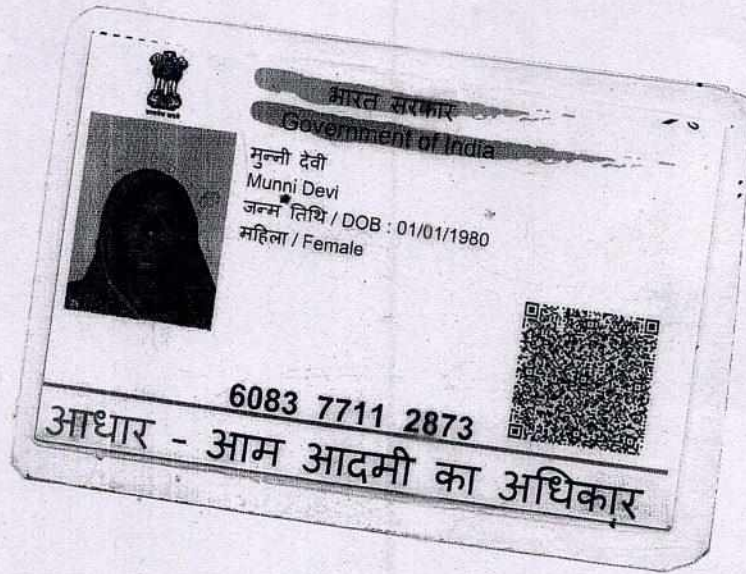 भारत सरकार
Government of India
मुन्नी देवी
Munni Devi
जन्म तिथि / DOB : 01/01/1980
महिला / Female
6083 7711 2873
आधार - आम आदमी का अधिकार